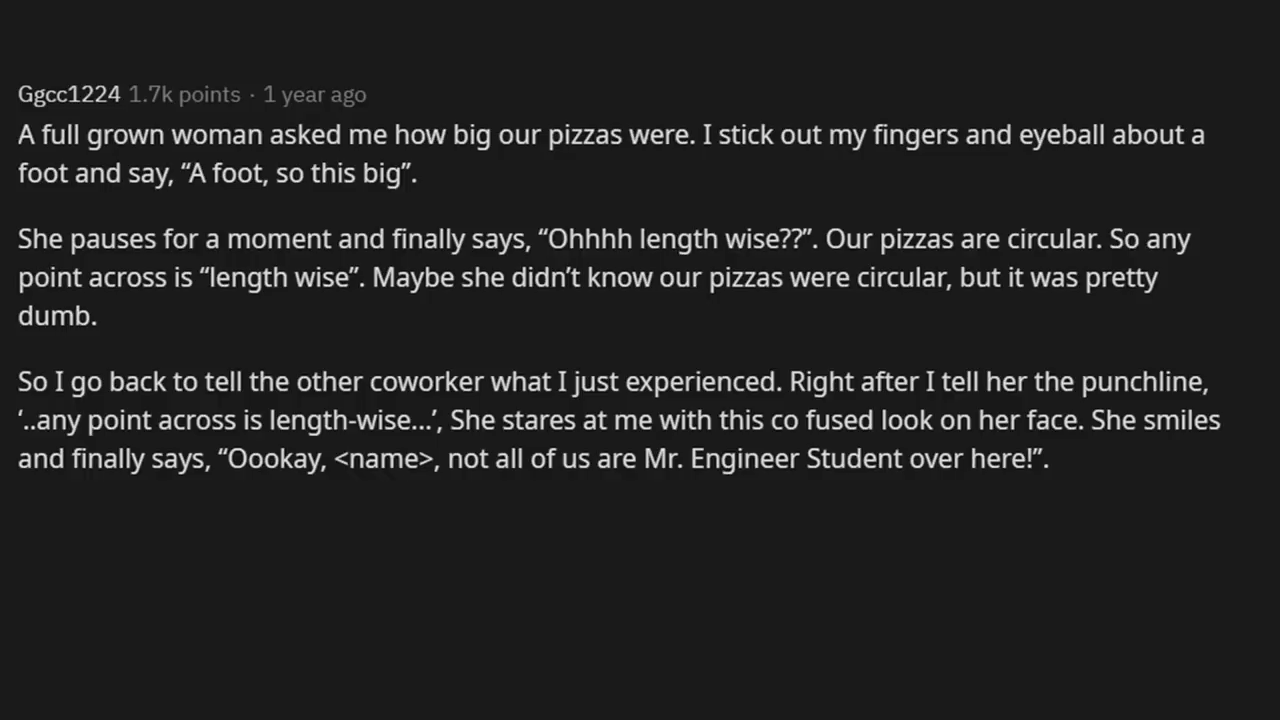 Ggcc1224 1.7k points · 1 year ago
A full grown woman asked me how big our pizzas were. I stick out my fingers and eyeball about a
foot and say, “A foot, so this big”.
She pauses for a moment and finally says, “Ohhhh length wise??”. Our pizzas are circular. So any
point across is “length wise”. Maybe she didn’t know our pizzas were circular, but it was pretty
dumb.
So I go back to tell the other coworker what I just experienced. Right after I tell her the punchline,
‘..any point across is length-wise...’, She stares at me with this co fused look on her face. She smiles
and finally says, “Oookay, <name>, not all of us are Mr. Engineer Student over here!”.